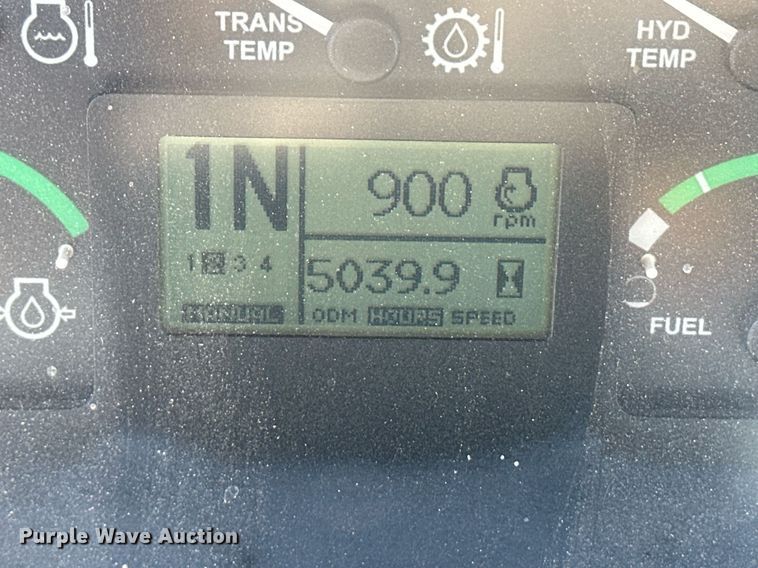 TRANS
TEMP
HYD
TEMP
1N
900
rpm
1 2 3 4
5039.9
MANUAL
ODM HOURS SPEED
FUEL
Purple Wave Auction